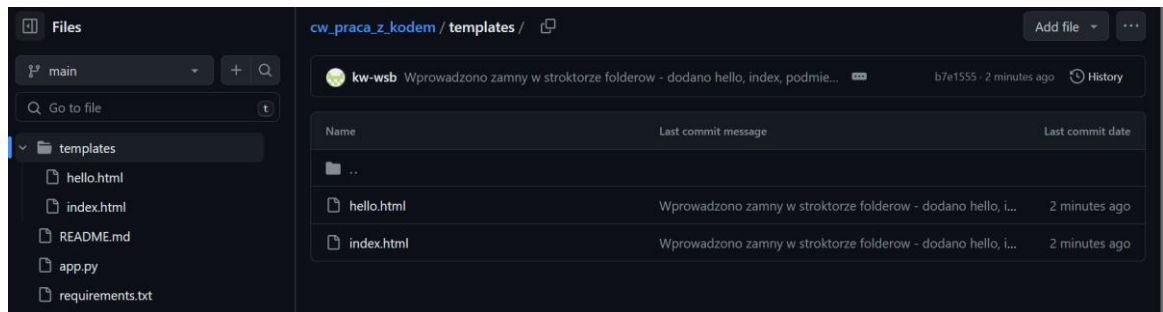 Files
main
Go to file
t
templates
hello.html
index.html
README.md
app.py
requirements.txt
cw_praca_z_kodem / templates /
Add file
kw-wsb Wprowadzono zamny w stroktorze folderow - dodano hello, index, podmie... b7e1555 · 2 minutes ago History
Name Last commit message Last commit date
..
hello.html Wprowadzono zamny w stroktorze folderow - dodano hello, i... 2 minutes ago
index.html Wprowadzono zamny w stroktorze folderow - dodano hello, i... 2 minutes ago